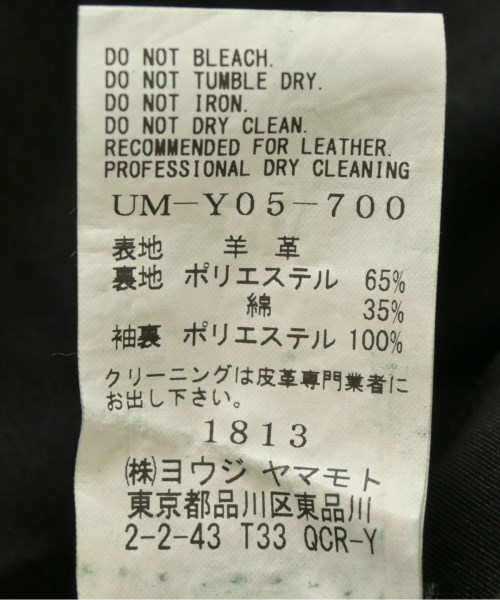 DO NOT BLEACH.
DO NOT TUMBLE DRY.
DO NOT IRON.
DO NOT DRY CLEAN.
RECOMMENDED FOR LEATHER.
PROFESSIONAL DRY CLEANING
UM-Y05-700
表地 羊 革
裏地 ポリエステル 65%
綿 35%
袖裏 ポリエステル 100%
クリーニングは皮革専門業者に
お出し下さい。
1813
㈱ヨウジ ヤマモト
東京都品川区東品川
2-2-43 T33 QCR-Y